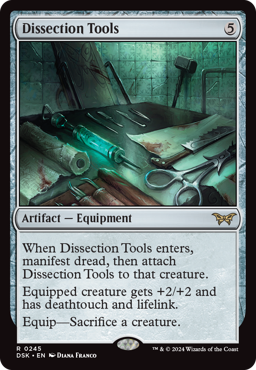 Dissection Tools 5
Artifact — Equipment
When Dissection Tools enters,
manifest dread, then attach
Dissection Tools to that creature.
Equipped creature gets +2/+2 and
has deathtouch and lifelink.
Equip—Sacrifice a creature.
R 0245
DSK • EN DIANA FRANCO
™ & © 2024 Wizards of the Coast